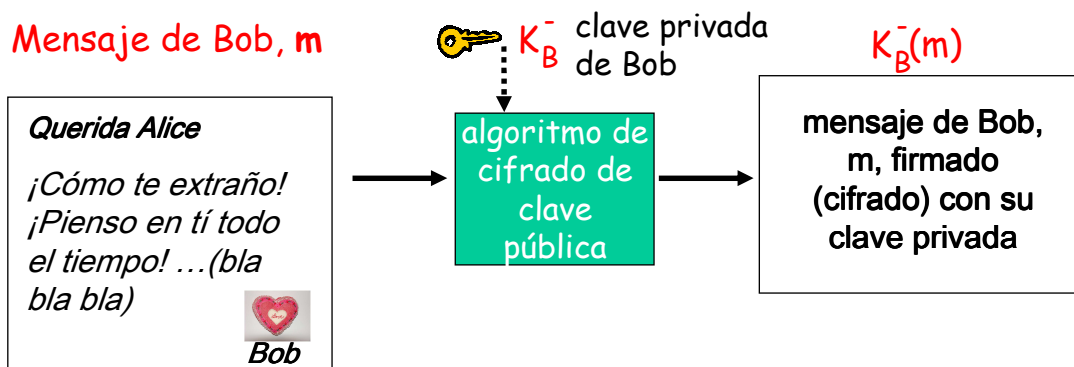 Mensaje de Bob, m
Querida Alice
¡Cómo te extraño!
¡Pienso en tí todo
el tiempo! …(bla
bla bla)
Bob
K_B^- clave privada
de Bob
algoritmo de
cifrado de
clave
pública
K_B^-(m)
mensaje de Bob,
m, firmado
(cifrado) con su
clave privada